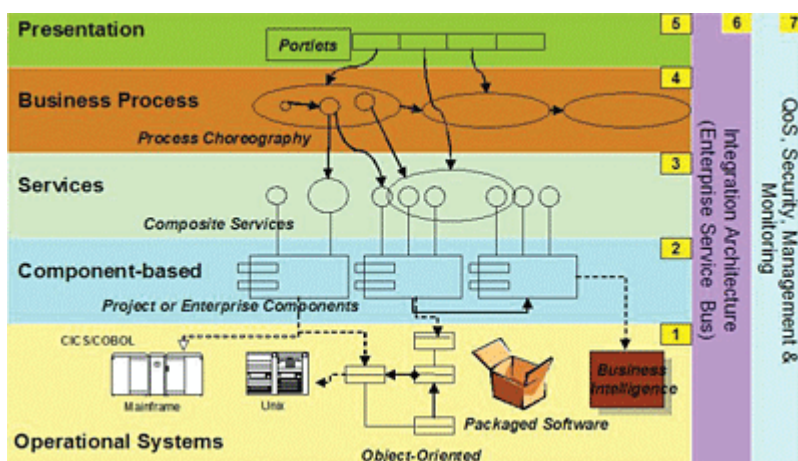 Presentation
5
6
7
Portlets
4
Business Process
Process Choreography
3
Services
Composite Services
2
Component-based
Project or Enterprise Components
1
CICS/COBOL
Mainframe
Unix
Business
Intelligence
Packaged Software
Operational Systems
Object-Oriented
Integration Architecture
(Enterprise Service Bus)
QoS, Security, Management &
Monitoring